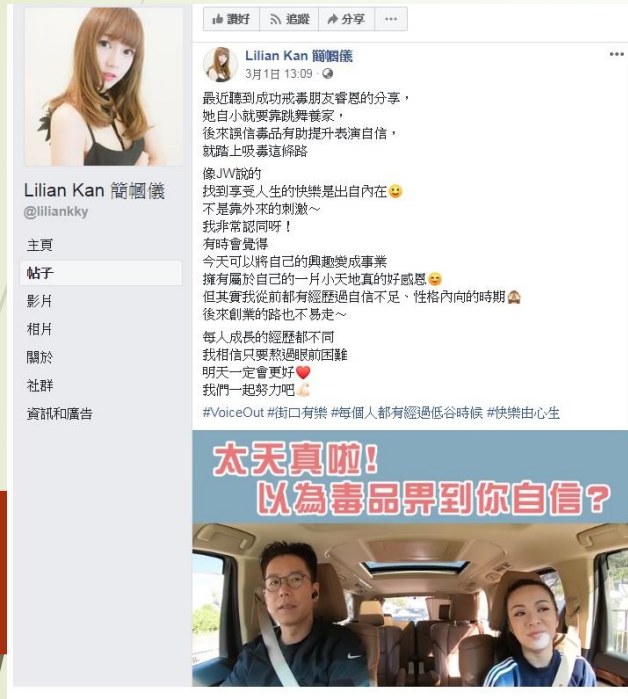 讚好 追蹤 分享 ...
Lilian Kan 簡幗儀
3月1日 13:09 ·
最近聽到成功戒毒朋友睿恩的分享，
她自小就要靠跳舞養家，
後來誤信毒品有助提升表演自信，
就踏上吸毒這條路
像JW說的
找到享受人生的快樂是出自內在😃
不是靠外來的刺激～
我非常認同呀！
有時會覺得
今天可以將自己的興趣變成事業
擁有屬於自己的一片小天地真的好感恩😊
但其實我從前都有經歷過自信不足、性格內向的時期🙈
後來創業的路也不易走～
每人成長的經歷都不同
我相信只要熬過眼前困難
明天一定會更好❤
我們一起努力吧💪🏻
#VoiceOut #街口有樂 #每個人都有經過低谷時候 #快樂由心生
Lilian Kan 簡幗儀
@liliankky
主頁
帖子
影片
相片
關於
社群
資訊和廣告
太天真啦！
以為毒品畀到你自信？